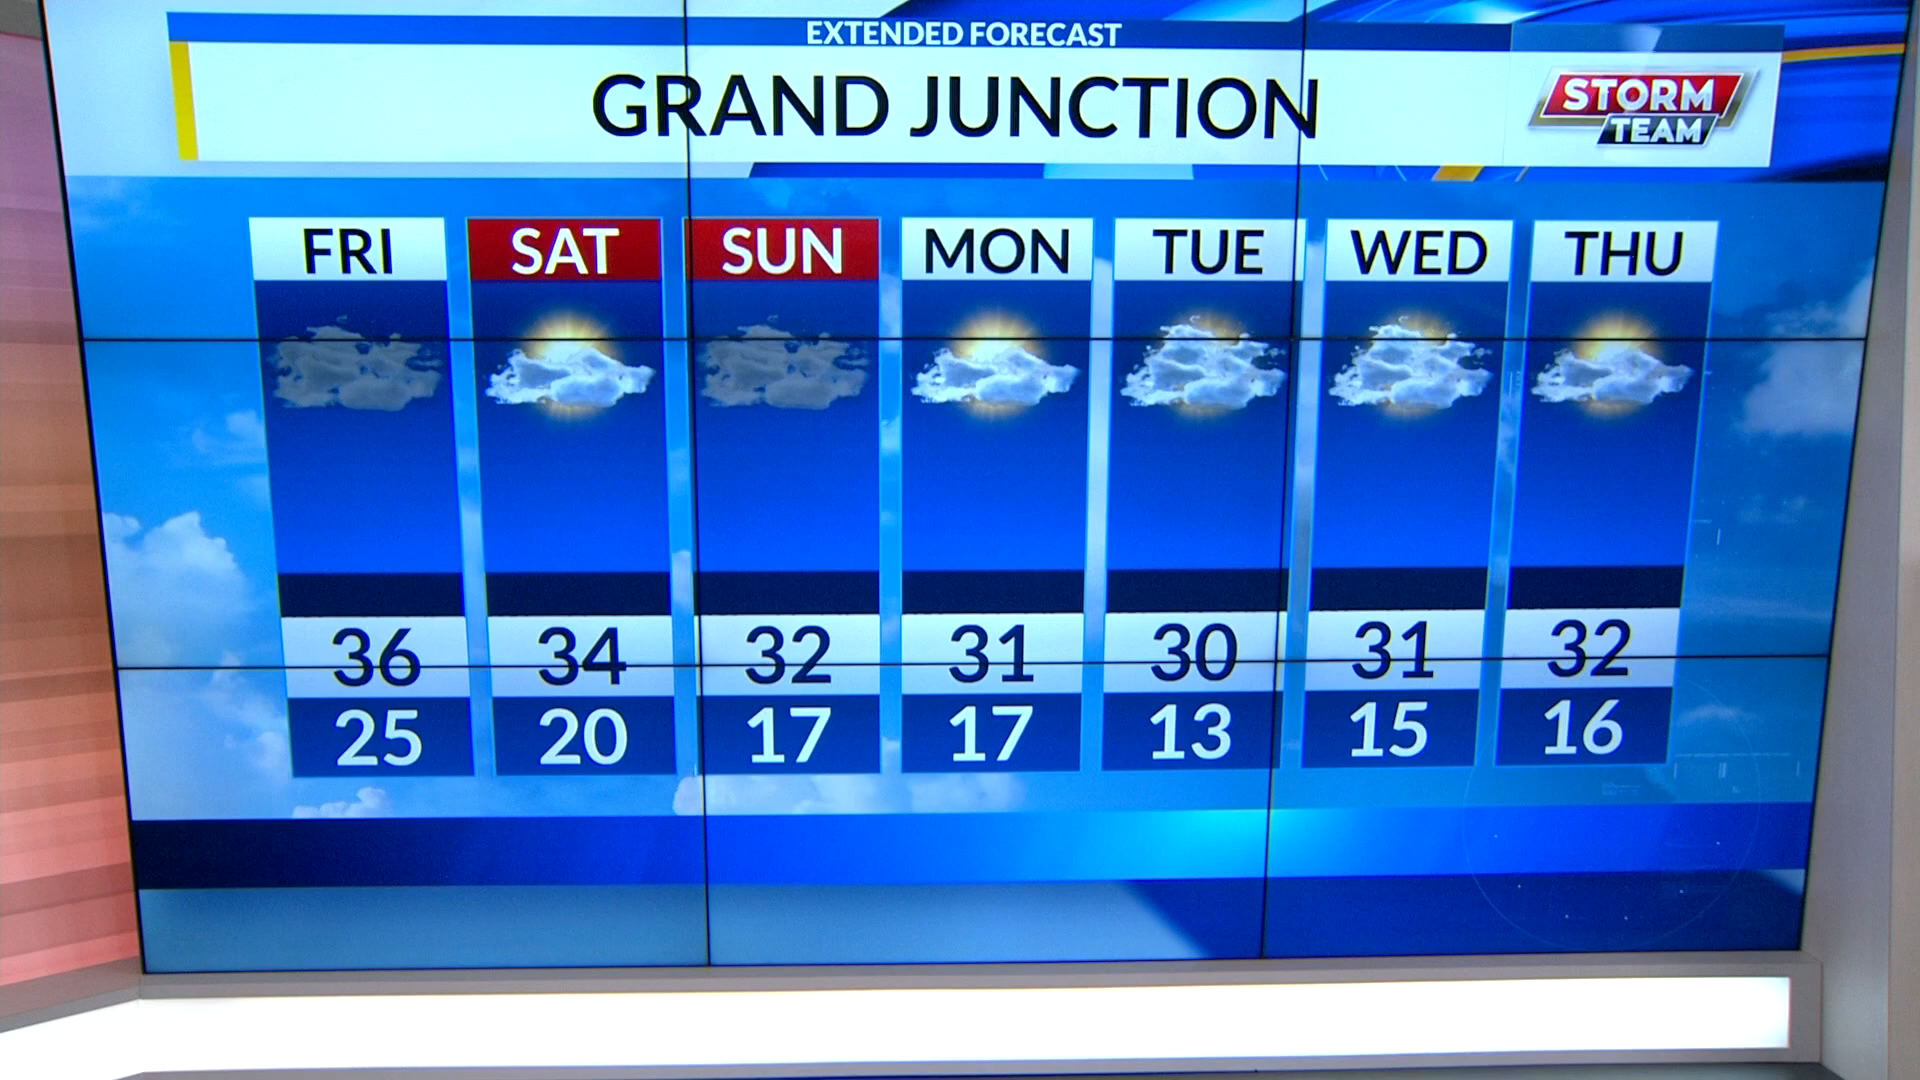 EXTENDED FORECAST
GRAND JUNCTION
STORM
TEAM
FRI SAT SUN MON TUE WED THU
36 34 32 31 30 31 32
25 20 17 17 13 15 16